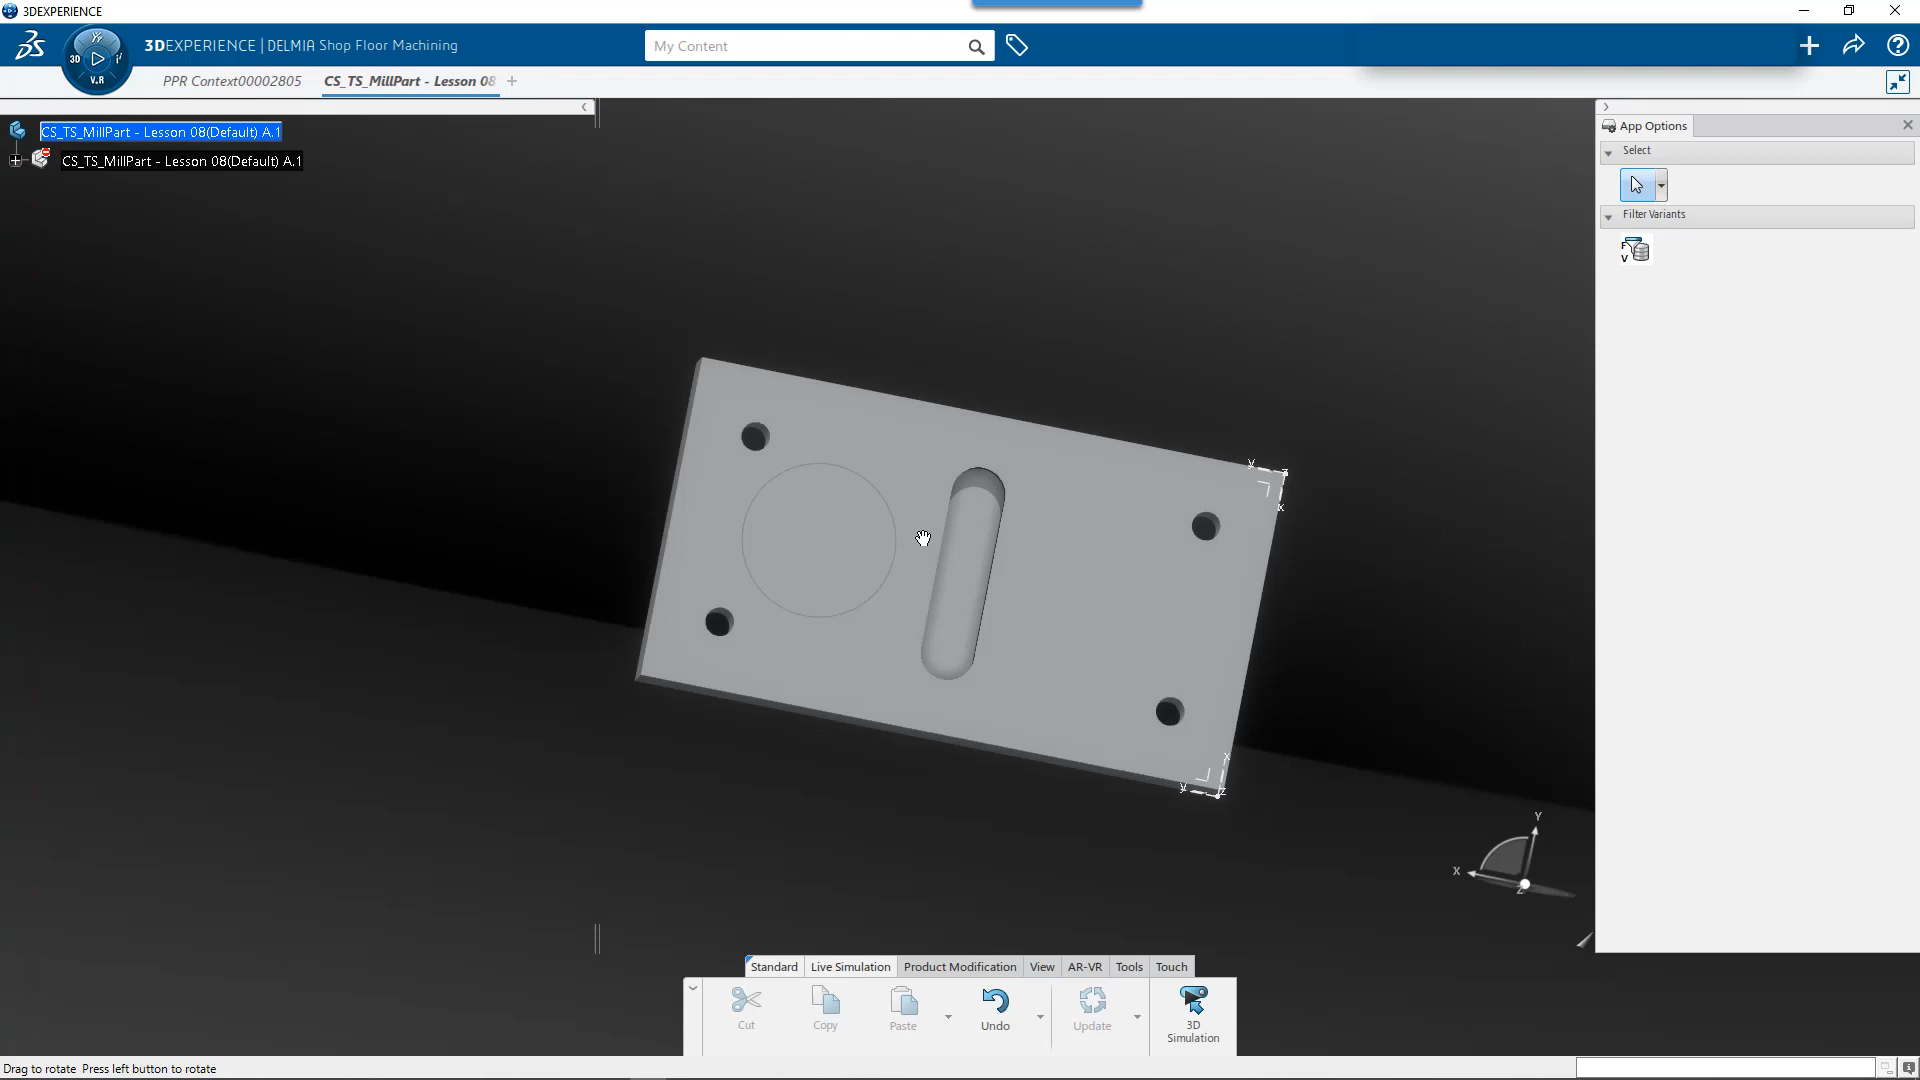 3DEXPERIENCE
3DEXPERIENCE | DELMIA Shop Floor Machining
My Content
3D
V.R
PPR Context00002805
CS_TS_MillPart - Lesson 08
CS_TS_MillPart - Lesson 08(Default) A.1
CS_TS_MillPart - Lesson 08(Default) A.1
App Options
Select
Filter Variants
F
V
y
z
x
x
y
z
Y
X
Z
Standard
Live Simulation
Product Modification
View
AR-VR
Tools
Touch
Cut
Copy
Paste
Undo
Update
3D
Simulation
Drag to rotate Press left button to rotate